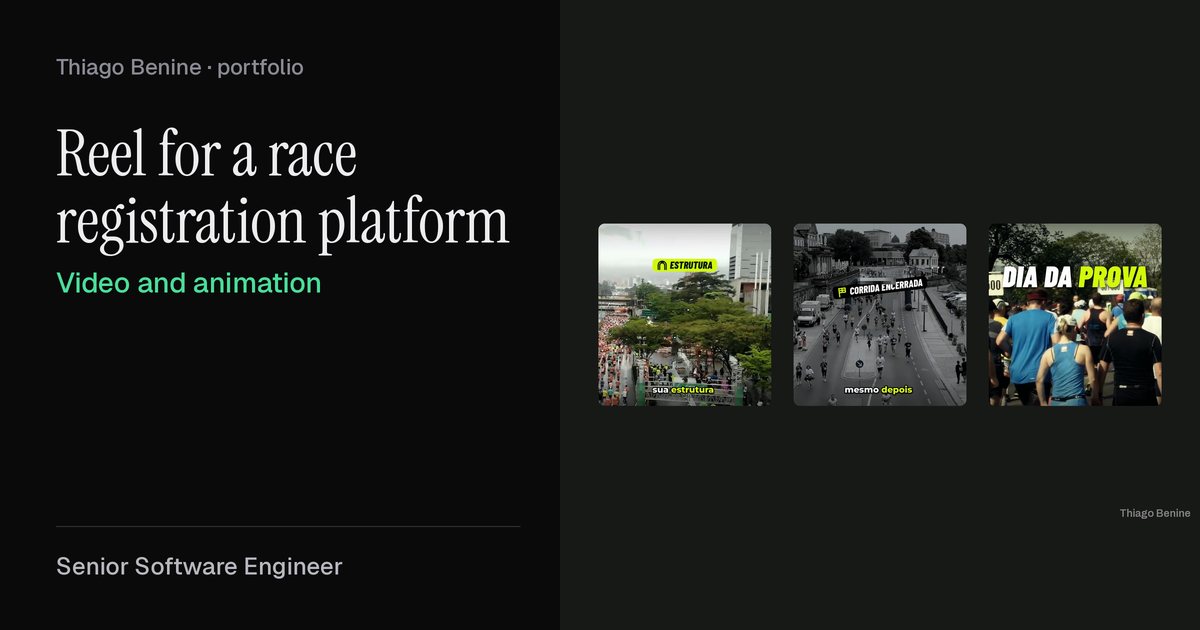 Thiago Benine · portfolio
Reel for a race
registration platform
Video and animation
ESTRUTURA
sua estrutura
CORRIDA ENCERRADA
mesmo depois
00
DIA DA PROVA
Thiago Benine
Senior Software Engineer